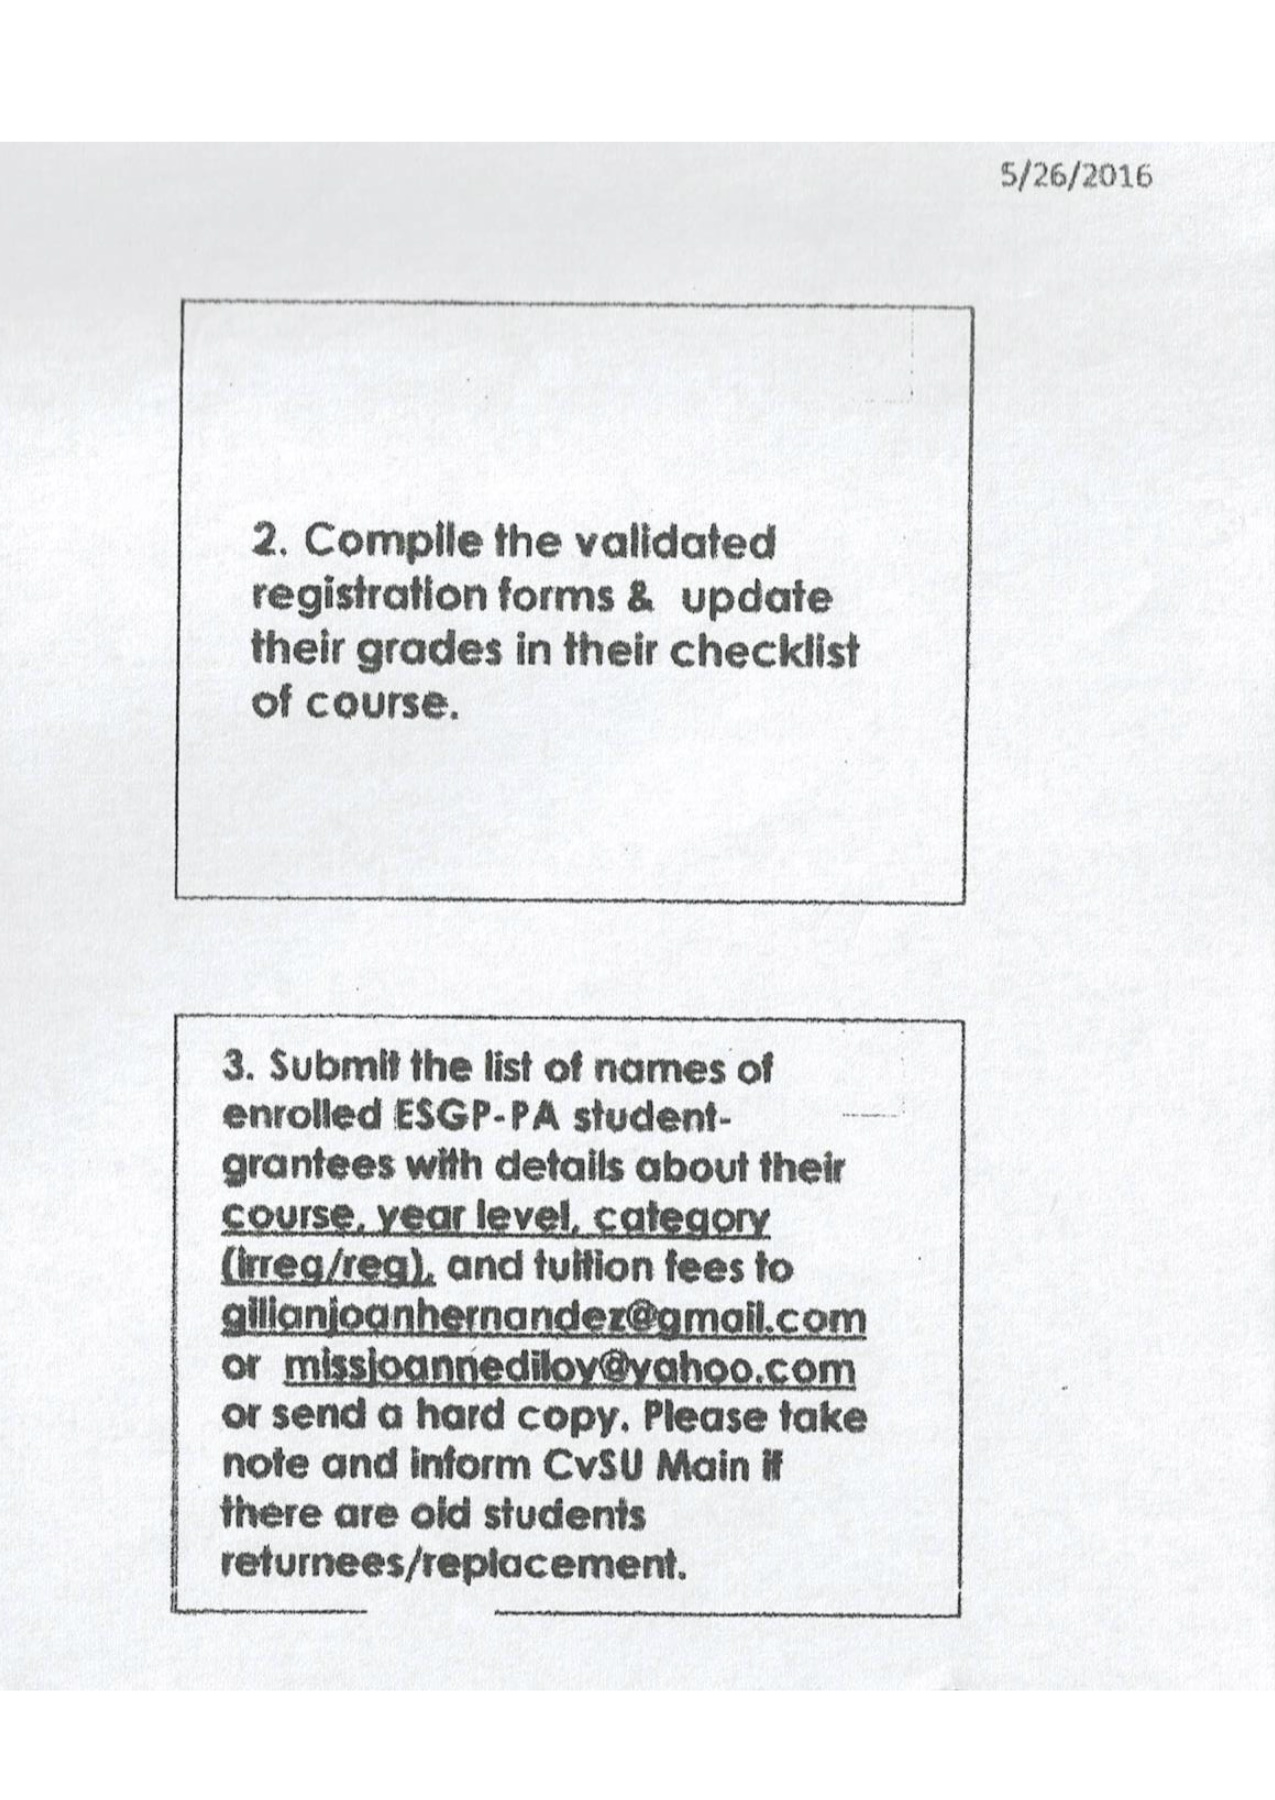 5/26/2016
2. Compile the validated
registration forms & update
their grades in their checklist
of course.
3. Submit the list of names of
enrolled ESGP-PA student-
grantees with details about their
course, year level, category
(irreg/reg), and tuition fees to
gillianjoanhernandez@gmail.com
or missjoannediloy@yahoo.com
or send a hard copy. Please take
note and inform CvSU Main if
there are old students
returnees/replacement.